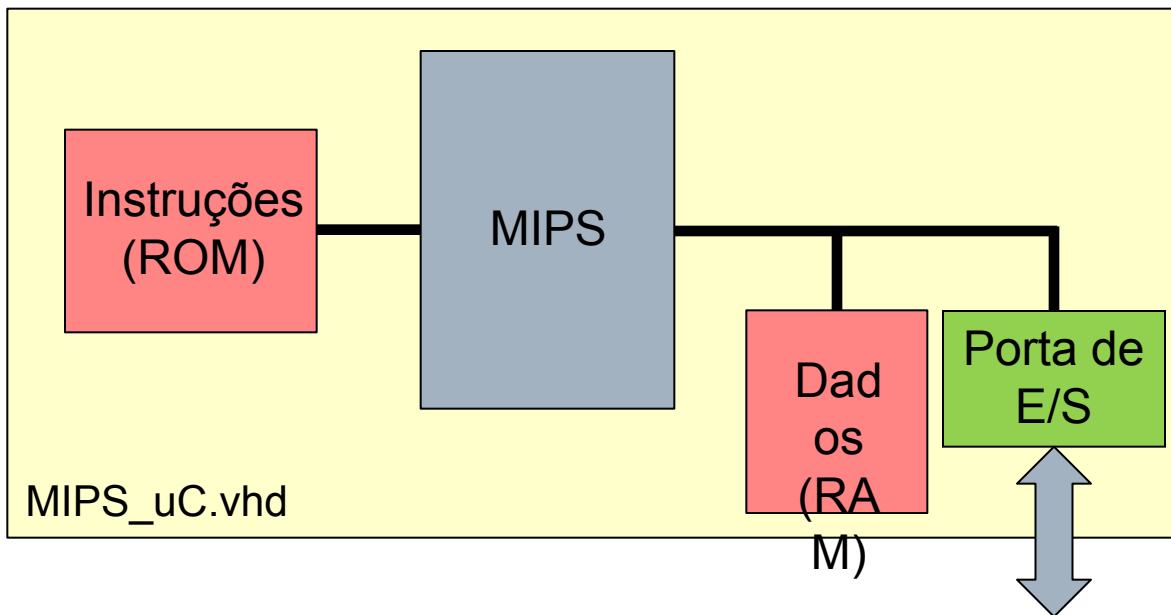 Instruções
(ROM)
MIPS
Dad
os
(RA
M)
Porta de
E/S
MIPS_uC.vhd